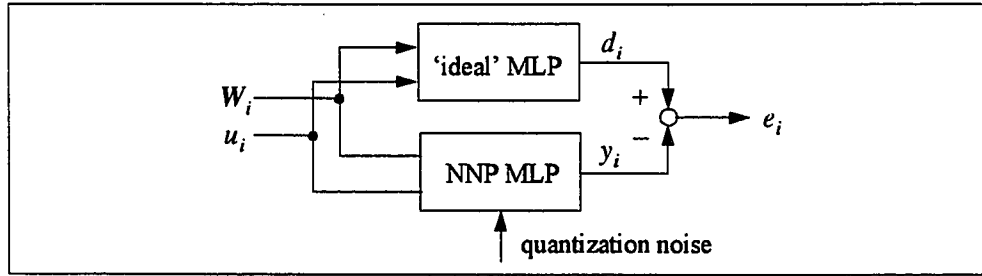 'ideal' MLP
d_i
W_i
+
e_i
u_i
−
y_i
NNP MLP
quantization noise